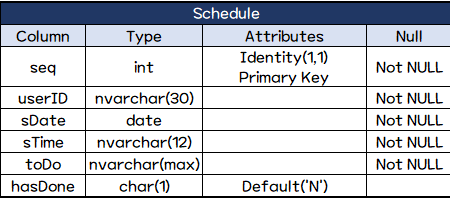 Schedule
Column Type Attributes Null
seq int Identity(1,1) Primary Key Not NULL
userID nvarchar(30) Not NULL
sDate date Not NULL
sTime nvarchar(12) Not NULL
toDo nvarchar(max) Not NULL
hasDone char(1) Default('N')